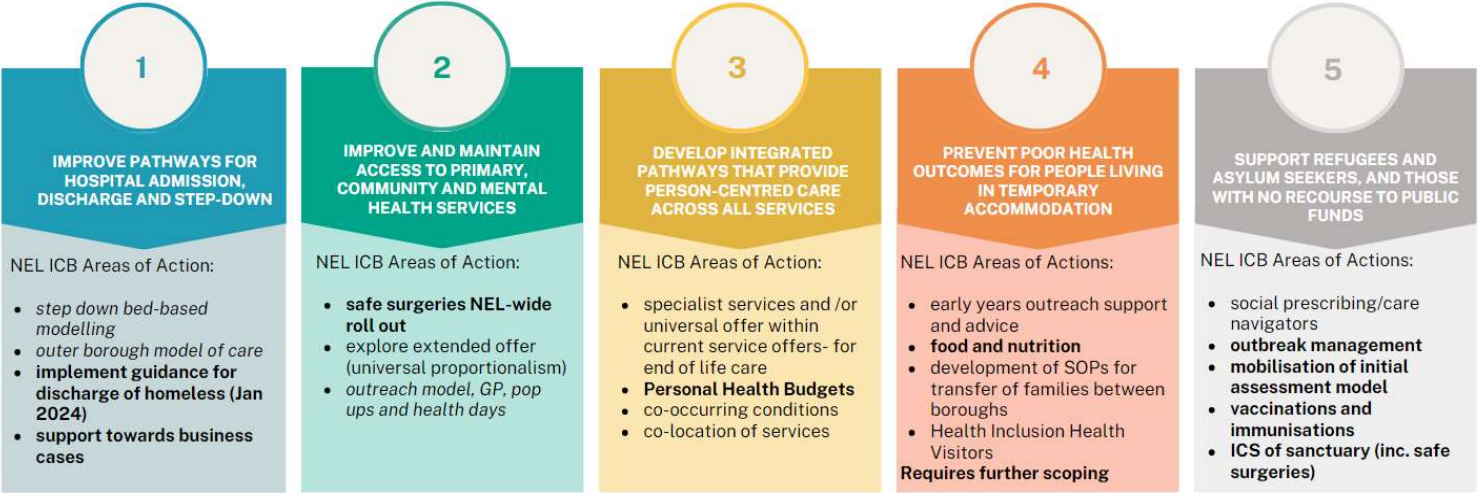 1
IMPROVE PATHWAYS FOR
HOSPITAL ADMISSION,
DISCHARGE AND STEP-DOWN
NEL ICB Areas of Action:
• step down bed-based
modelling
• outer borough model of care
• implement guidance for
discharge of homeless (Jan
2024)
• support towards business
cases
2
IMPROVE AND MAINTAIN
ACCESS TO PRIMARY,
COMMUNITY AND MENTAL
HEALTH SERVICES
NEL ICB Areas of Action:
• safe surgeries NEL-wide
roll out
• explore extended offer
(universal proportionalism)
• outreach model, GP, pop
ups and health days
3
DEVELOP INTEGRATED
PATHWAYS THAT PROVIDE
PERSON-CENTRED CARE
ACROSS ALL SERVICES
NEL ICB Areas of Action:
• specialist services and /or
universal offer within
current service offers- for
end of life care
• Personal Health Budgets
• co-occurring conditions
• co-location of services
4
PREVENT POOR HEALTH
OUTCOMES FOR PEOPLE LIVING
IN TEMPORARY
ACCOMMODATION
NEL ICB Areas of Actions:
• early years outreach support
and advice
• food and nutrition
• development of SOPs for
transfer of families between
boroughs
• Health Inclusion Health
Visitors
Requires further scoping
5
SUPPORT REFUGEES AND
ASYLUM SEEKERS, AND THOSE
WITH NO RECOURSE TO PUBLIC
FUNDS
NEL ICB Areas of Actions:
• social prescribing/care
navigators
• outbreak management
• mobilisation of initial
assessment model
• vaccinations and
immunisations
• ICS of sanctuary (inc. safe
surgeries)